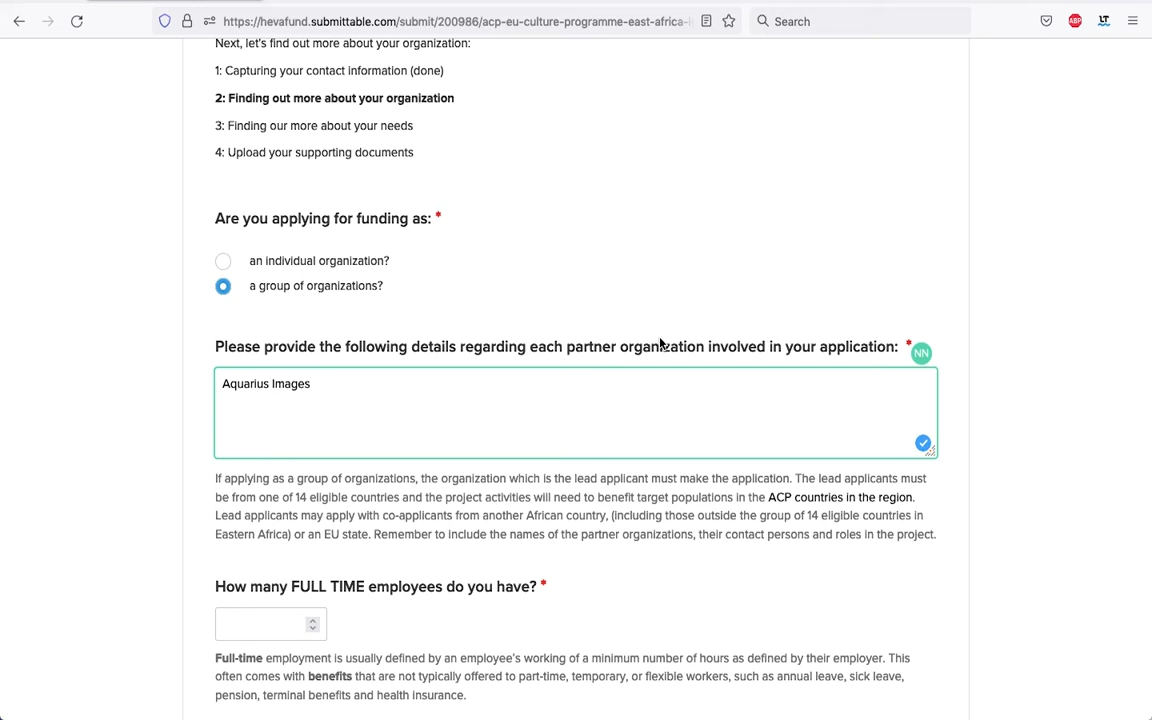 https://hevafund.submittable.com/submit/200986/acp-eu-culture-programme-east-africa-i
Search
ABP
LT
Next, let's find out more about your organization:
1: Capturing your contact information (done)
2: Finding out more about your organization
3: Finding our more about your needs
4: Upload your supporting documents
Are you applying for funding as: *
an individual organization?
a group of organizations?
Please provide the following details regarding each partner organization involved in your application: *
NN
Aquarius Images
If applying as a group of organizations, the organization which is the lead applicant must make the application. The lead applicants must
be from one of 14 eligible countries and the project activities will need to benefit target populations in the ACP countries in the region.
Lead applicants may apply with co-applicants from another African country, (including those outside the group of 14 eligible countries in
Eastern Africa) or an EU state. Remember to include the names of the partner organizations, their contact persons and roles in the project.
How many FULL TIME employees do you have? *
Full-time employment is usually defined by an employee's working of a minimum number of hours as defined by their employer. This
often comes with benefits that are not typically offered to part-time, temporary, or flexible workers, such as annual leave, sick leave,
pension, terminal benefits and health insurance.